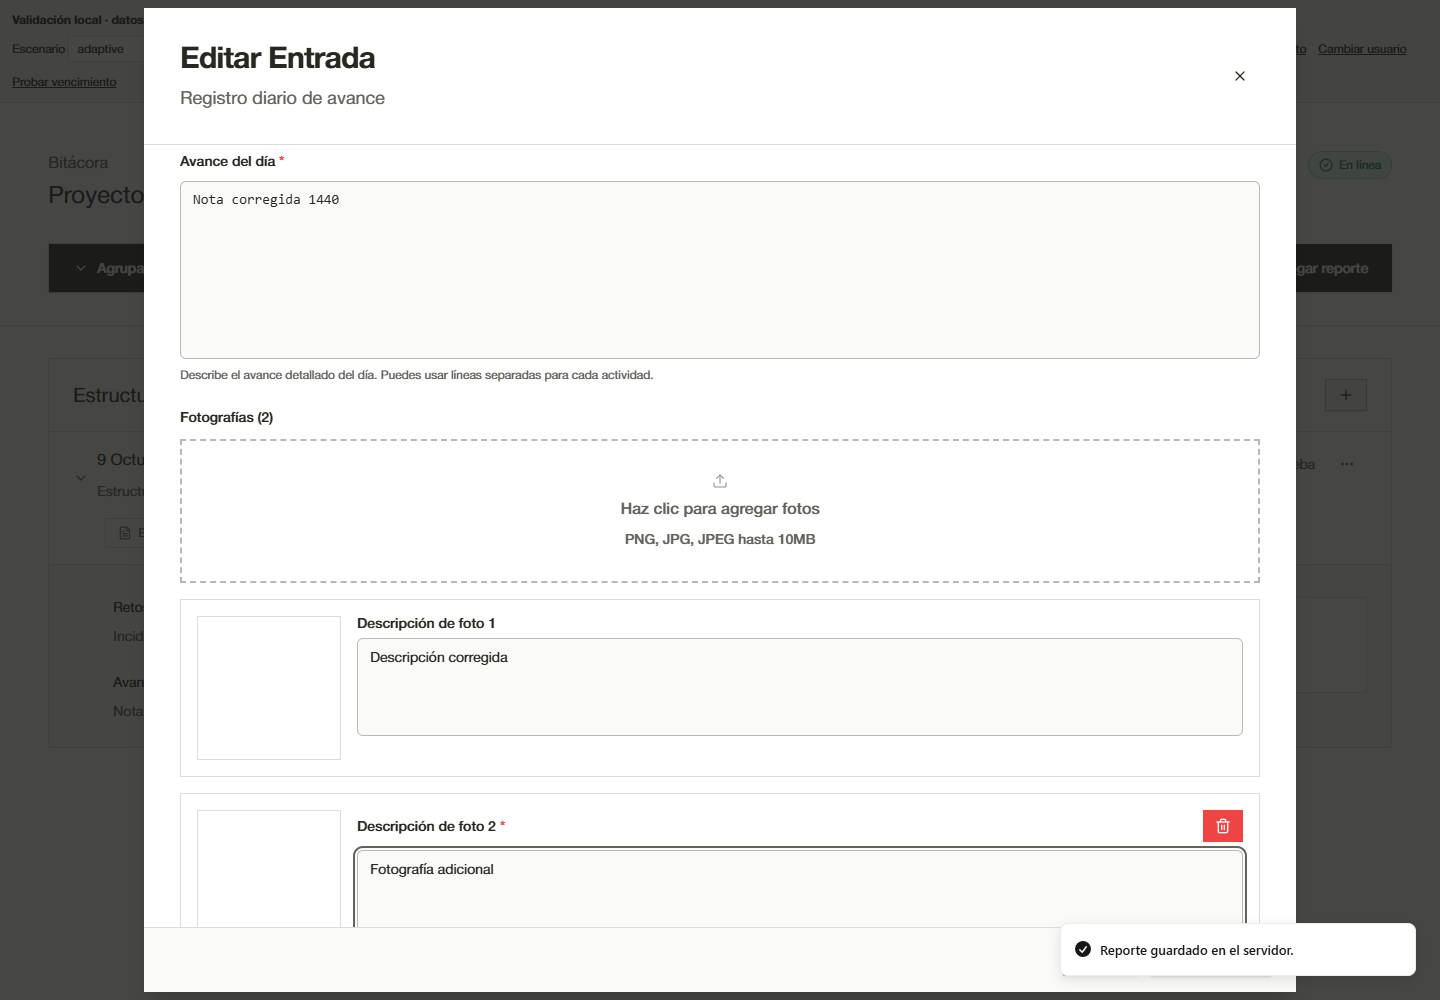 Validación local · datos
Escenario adaptive
Cambiar usuario
Probar vencimiento
Editar Entrada
Registro diario de avance
Bitácora
Proyecto
En línea
Avance del día *
Nota corregida 1440
Describe el avance detallado del día. Puedes usar líneas separadas para cada actividad.
Fotografías (2)
Haz clic para agregar fotos
PNG, JPG, JPEG hasta 10MB
9 Octu
Descripción de foto 1
Descripción corregida
Descripción de foto 2 *
Fotografía adicional
Nota
Reporte guardado en el servidor.